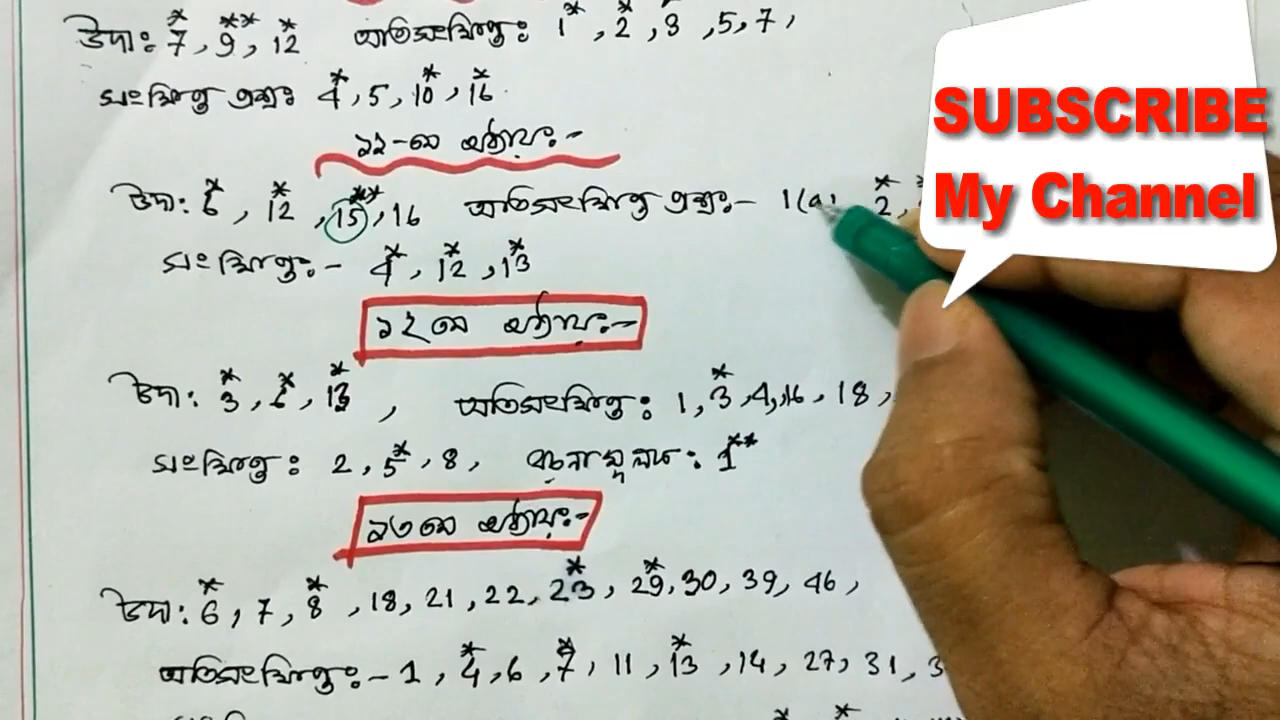 উদা: 7*, 9**, 12* অতিসংক্ষিপ্ত: 1*, 2*, 3*, 5, 7,
সংক্ষিপ্ত প্রশ্ন: 4*, 5, 10*, 16*
১১-শ অধ্যায়:-
উদা: 6*, 12*, 15**, 16 অতিসংক্ষিপ্ত প্রশ্ন:- 1(a), 2*,
সংক্ষিপ্ত:- 4*, 12*, 13*
১২ শ অধ্যায়:-
উদা: 3*, 6*, 13*, অতিসংক্ষিপ্ত: 1, 3*, 4, 16, 18,
সংক্ষিপ্ত: 2, 5*, 8, রচনামূলক: 1**
১৩ শ অধ্যায়:-
উদা: 6*, 7, 8*, 18, 21, 22, 23*, 29*, 30, 39, 46,
অতিসংক্ষিপ্ত:- 1, 4*, 6, 7*, 11, 13*, 14, 27, 31, 3
SUBSCRIBE
My Channel